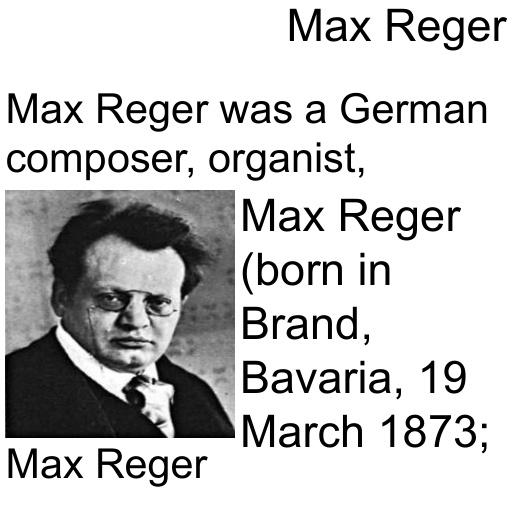 Max Reger
Max Reger was a German
composer, organist,
Max Reger
(born in
Brand,
Bavaria, 19
March 1873;
Max Reger